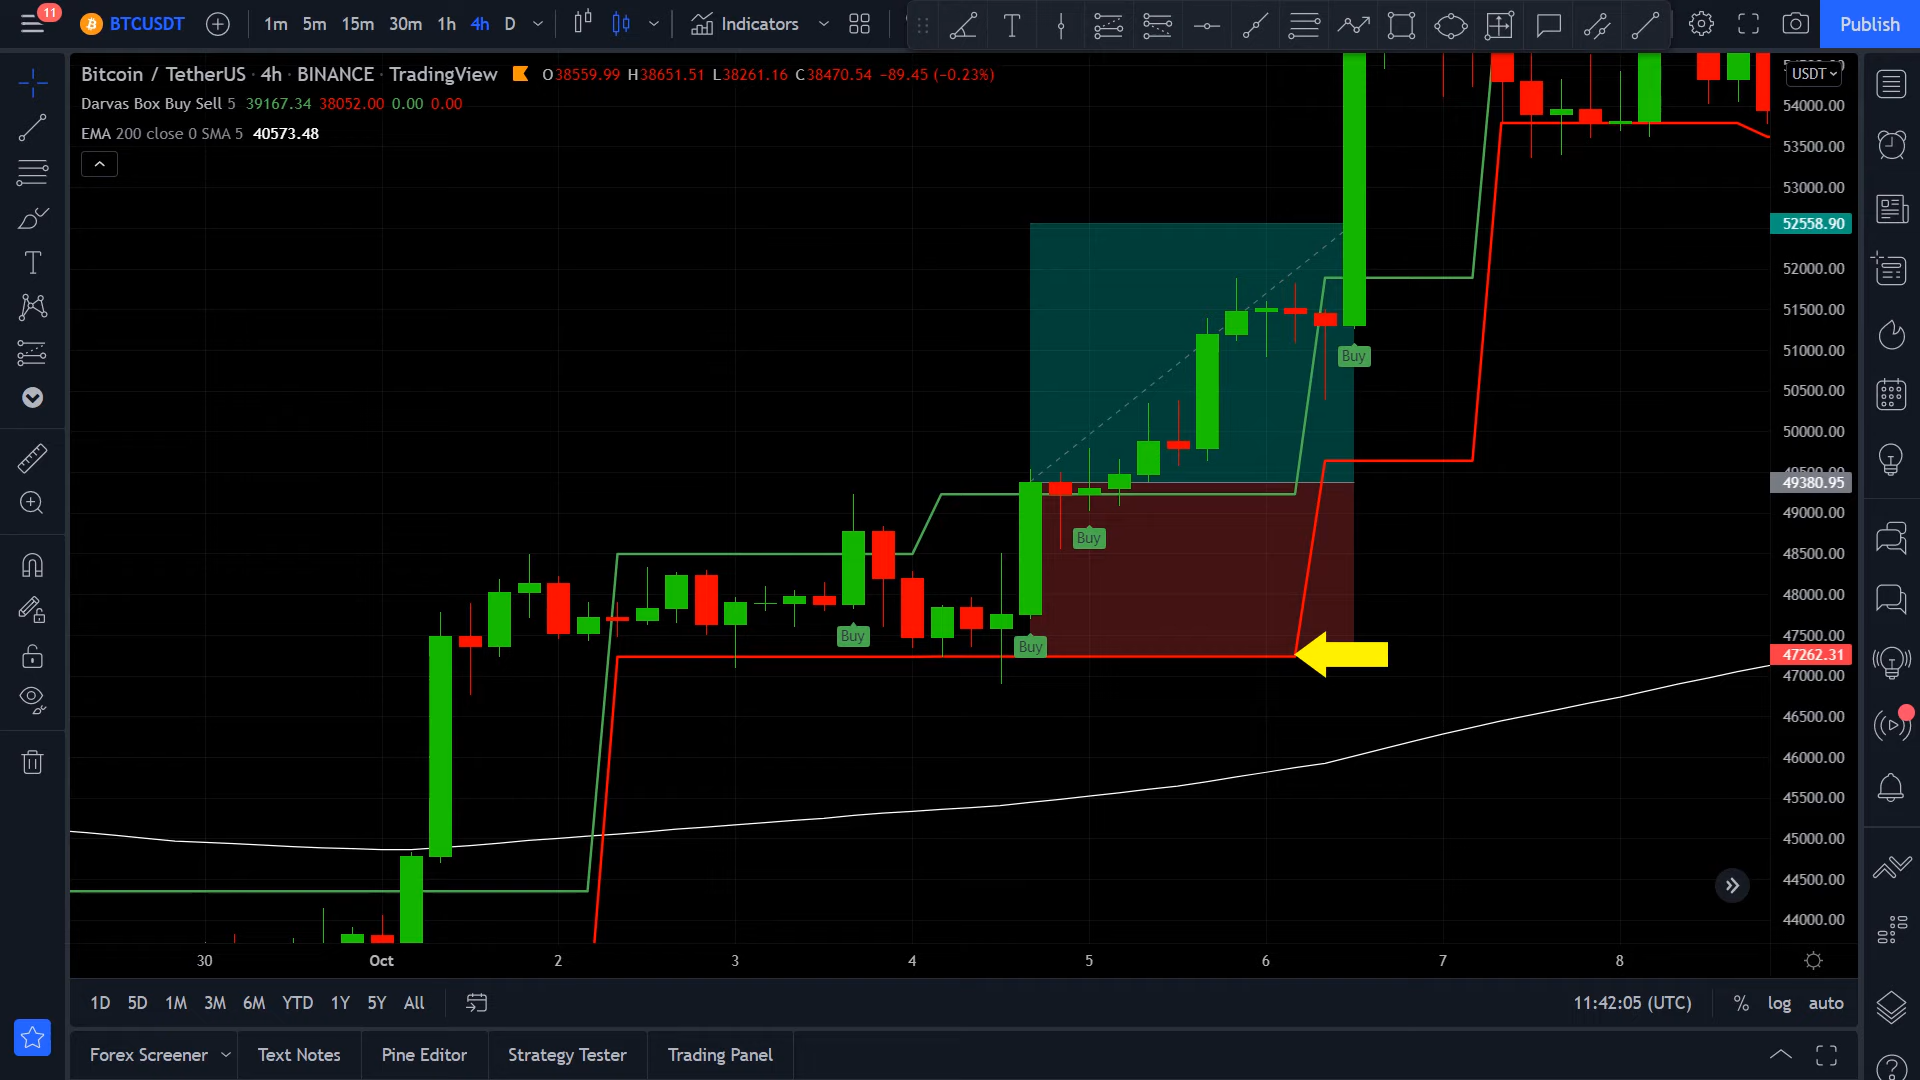 11
BTCUSDT
1m 5m 15m 30m 1h 4h D
Indicators
Publish
Bitcoin / TetherUS · 4h · BINANCE · TradingView O38559.99 H38651.51 L38261.16 C38470.54 −89.45 (−0.23%)
Darvas Box Buy Sell 5 39167.34 38052.00 0.00 0.00
EMA 200 close 0 SMA 5 40573.48
USDT
54000.00
53500.00
53000.00
52558.90
52000.00
51500.00
51000.00
50500.00
50000.00
49500.00
49380.95
49000.00
48500.00
48000.00
47500.00
47262.31
47000.00
46500.00
46000.00
45500.00
45000.00
44500.00
44000.00
Buy
Buy
Buy
Buy
30 Oct 2 3 4 5 6 7 8
1D 5D 1M 3M 6M YTD 1Y 5Y All
11:42:05 (UTC) % log auto
Forex Screener Text Notes Pine Editor Strategy Tester Trading Panel